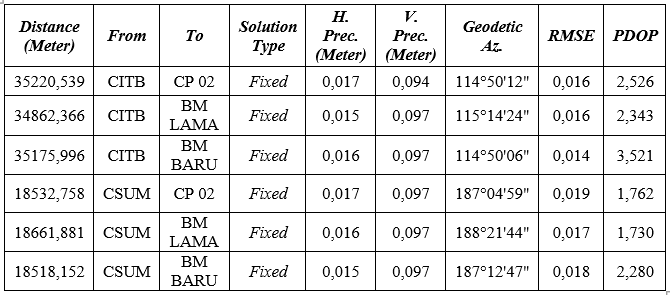 Distance (Meter) From To Solution Type H. Prec. (Meter) V. Prec. (Meter) Geodetic Az. RMSE PDOP
35220,539 CITB CP 02 Fixed 0,017 0,094 114°50'12" 0,016 2,526
34862,366 CITB BM LAMA Fixed 0,015 0,097 115°14'24" 0,016 2,343
35175,996 CITB BM BARU Fixed 0,016 0,097 114°50'06" 0,014 3,521
18532,758 CSUM CP 02 Fixed 0,017 0,097 187°04'59" 0,019 1,762
18661,881 CSUM BM LAMA Fixed 0,016 0,097 188°21'44" 0,017 1,730
18518,152 CSUM BM BARU Fixed 0,015 0,097 187°12'47" 0,018 2,280